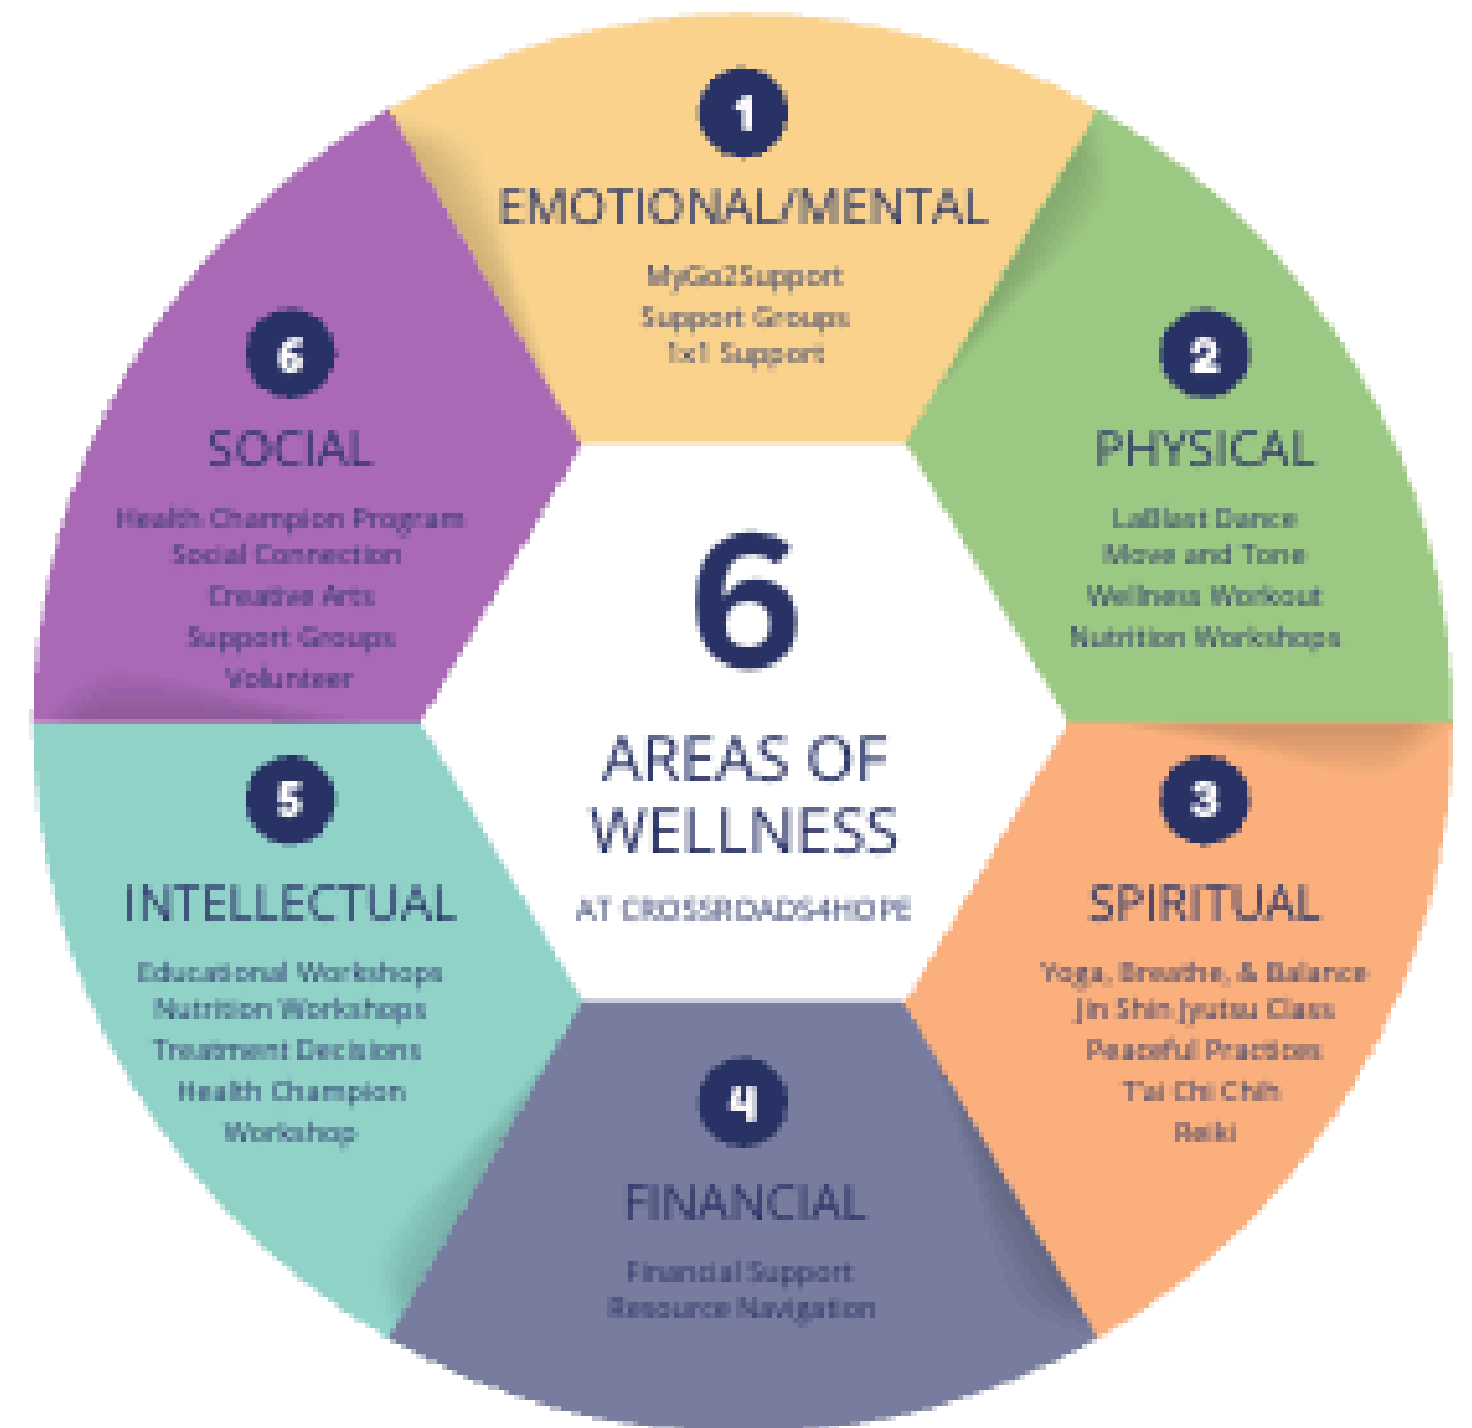 1
EMOTIONAL/MENTAL
MyGo2Support
Support Groups
1x1 Support
2
PHYSICAL
LaBlast Dance
Move and Tone
Wellness Workout
Nutrition Workshops
3
SPIRITUAL
Yoga, Breathe, & Balance
Jin Shin Jyutsu Class
Peaceful Practices
T'ai Chi Chih
Reiki
4
FINANCIAL
Financial Support
Resource Navigation
5
INTELLECTUAL
Educational Workshops
Nutrition Workshops
Treatment Decisions
Health Champion
Workshop
6
SOCIAL
Health Champion Program
Social Connection
Creative Arts
Support Groups
Volunteer
6
AREAS OF
WELLNESS
AT CROSSROADS4HOPE